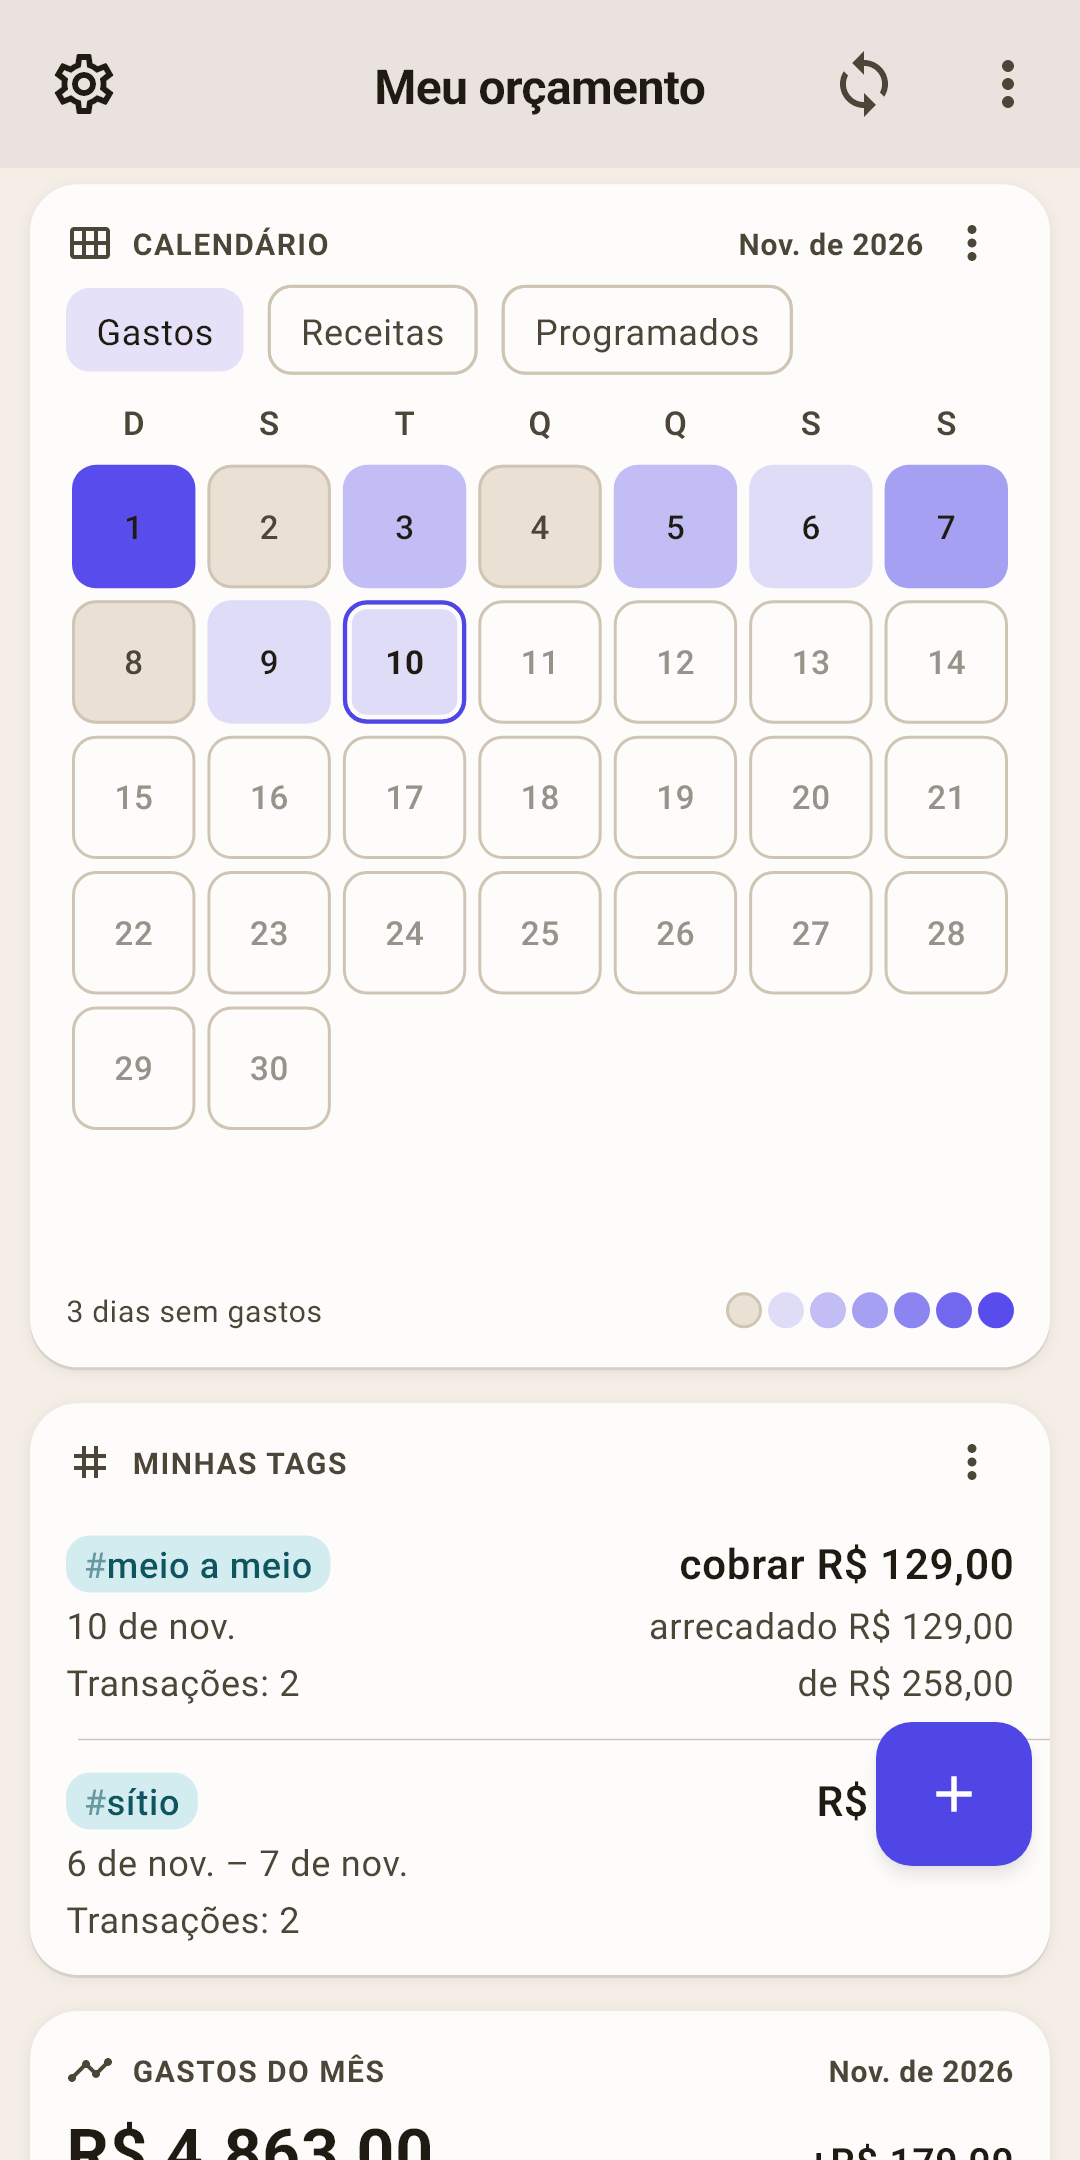 Meu orçamento
CALENDÁRIO
Nov. de 2026
Gastos
Receitas
Programados
D S T Q Q S S
1 2 3 4 5 6 7
8 9 10 11 12 13 14
15 16 17 18 19 20 21
22 23 24 25 26 27 28
29 30
3 dias sem gastos
MINHAS TAGS
#meio a meio
cobrar R$ 129,00
10 de nov.
arrecadado R$ 129,00
Transações: 2
de R$ 258,00
#sítio
R$
6 de nov. – 7 de nov.
Transações: 2
GASTOS DO MÊS
Nov. de 2026
R$ 4.863,00